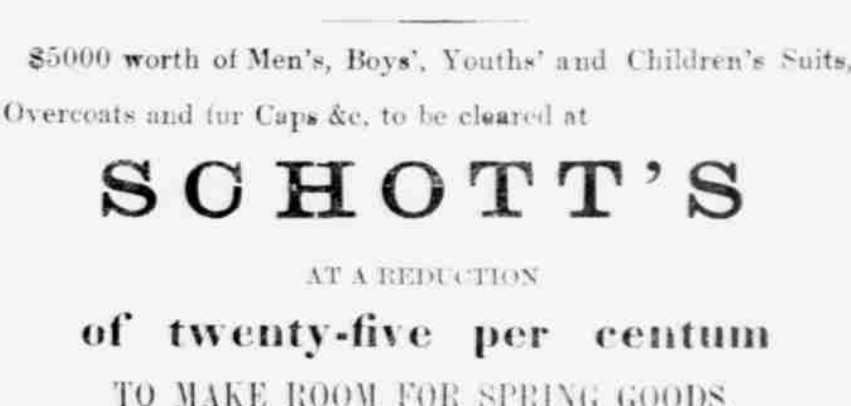 $5000 worth of Men's, Boys', Youths' and Children's Suits,
Overcoats and fur Caps &c. to be cleared at
SCHOTT'S
AT A REDUCTION
of twenty-five per centum
TO MAKE ROOM FOR SPRING GOODS